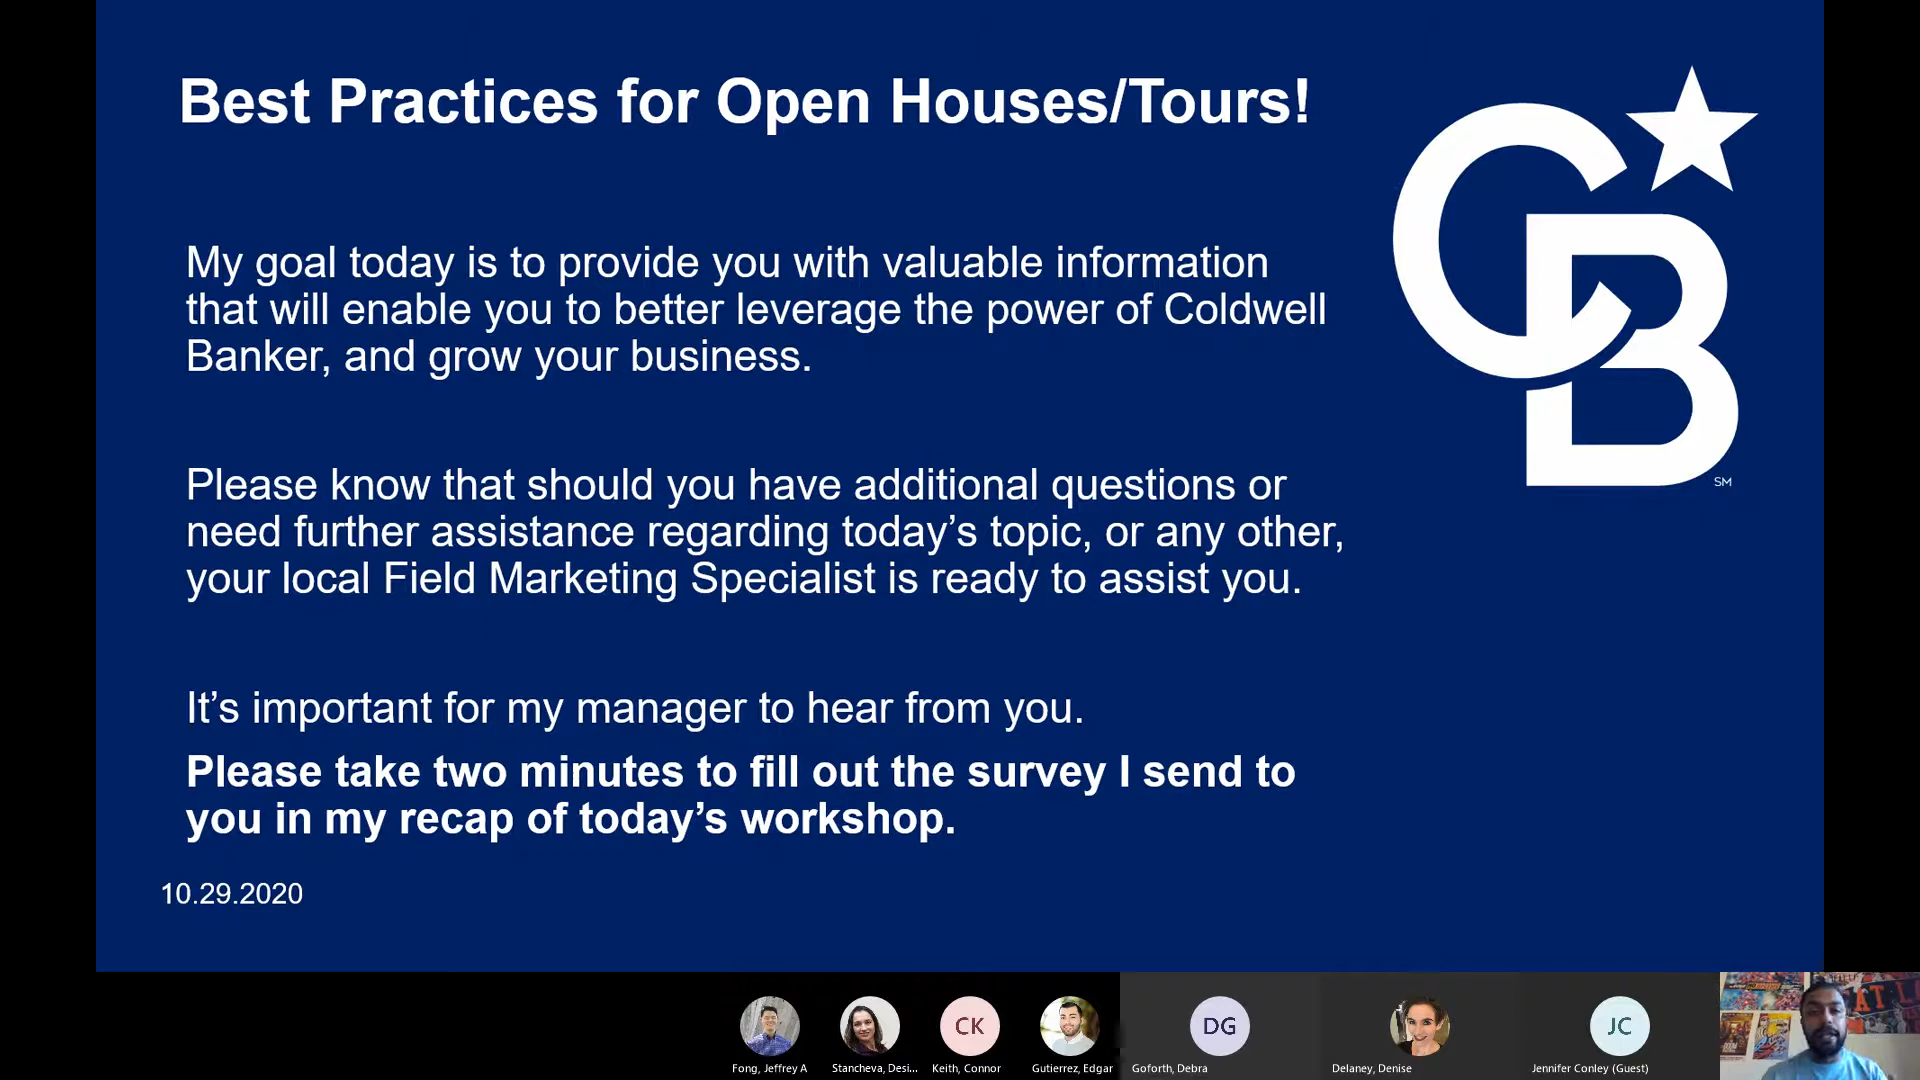 Best Practices for Open Houses/Tours!
My goal today is to provide you with valuable information
that will enable you to better leverage the power of Coldwell
Banker, and grow your business.
Please know that should you have additional questions or
need further assistance regarding today’s topic, or any other,
your local Field Marketing Specialist is ready to assist you.
It’s important for my manager to hear from you.
Please take two minutes to fill out the survey I send to
you in my recap of today’s workshop.
10.29.2020
CB
SM
CK
DG
JC
Fong, Jeffrey A
Stancheva, Desi...
Keith, Connor
Gutierrez, Edgar
Goforth, Debra
Delaney, Denise
Jennifer Conley (Guest)